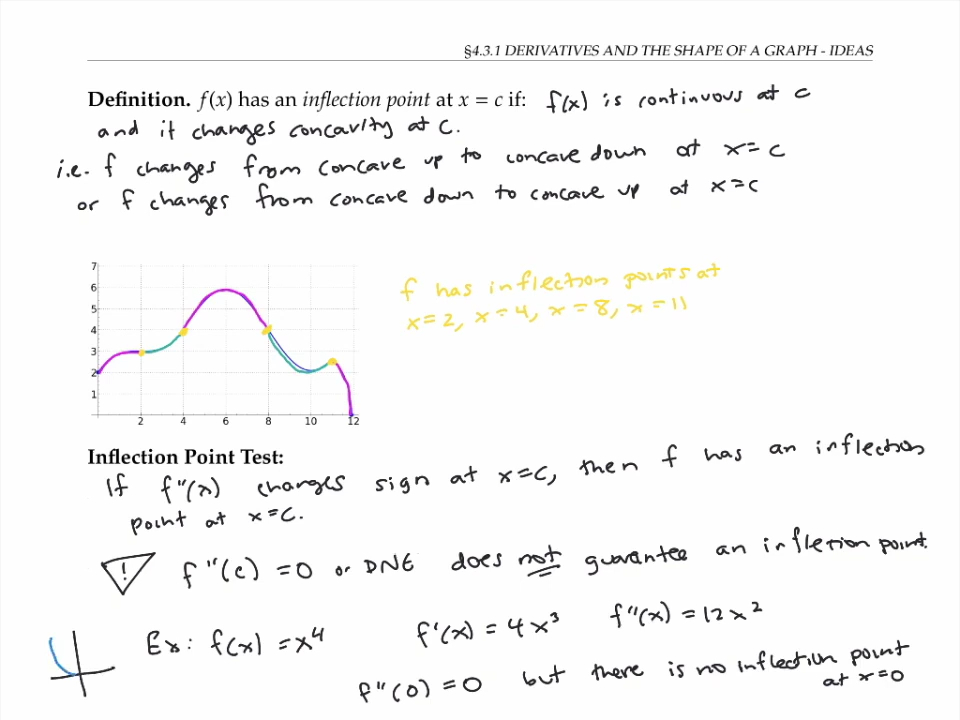 §4.3.1 DERIVATIVES AND THE SHAPE OF A GRAPH - IDEAS
Definition. f(x) has an inflection point at x = c if: f(x) is continuous at c
and it changes concavity at c.
i.e. f changes from concave up to concave down at x=c
or f changes from concave down to concave up at x=c
f has inflection points at
x=2, x=4, x=8, x=11
7
6
5
4
3
2
1
2 4 6 8 10 12
Inflection Point Test:
If f''(x) changes sign at x=c, then f has an inflection
point at x=c.
! f''(c) =0 or DNE does not guarantee an infletion point.
Ex: f(x) =x⁴ f'(x) = 4x³ f''(x) = 12x²
f''(0) =0 but there is no inflection point
at x=0